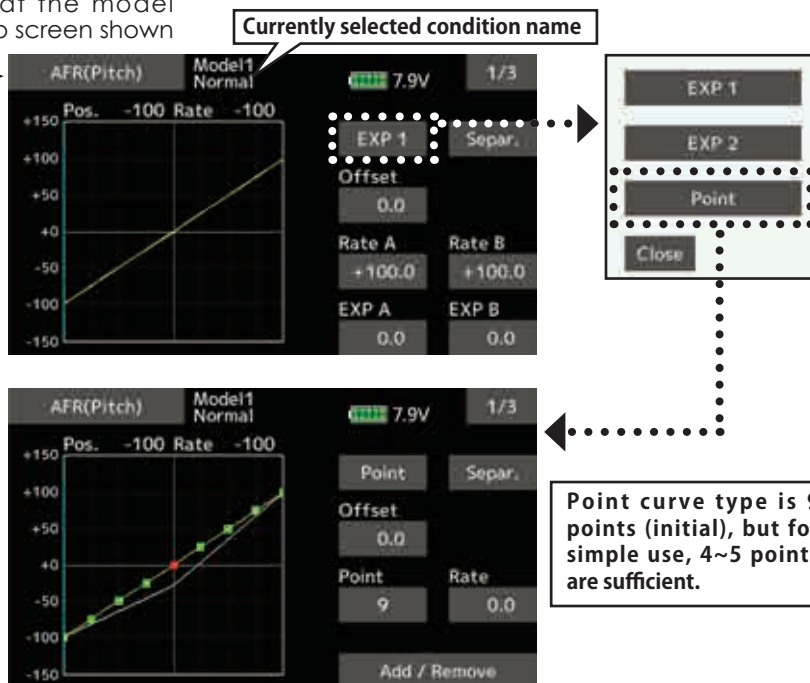 at the model
screen shown
Currently selected condition name
AFR(Pitch)
Model1
Normal
7.9V
1/3
Pos. -100 Rate -100
+150
+100
+50
+0
-50
-100
-150
EXP 1
Separ.
Offset
0.0
Rate A
Rate B
+100.0
+100.0
EXP A
EXP B
0.0
0.0
EXP 1
EXP 2
Point
Close
AFR(Pitch)
Model1
Normal
7.9V
1/3
Pos. -100 Rate -100
+150
+100
+50
+0
-50
-100
-150
Point
Separ.
Offset
0.0
Point
Rate
9
0.0
Add / Remove
Point curve type is 9
points (initial), but fo
simple use, 4~5 point
are sufficient.